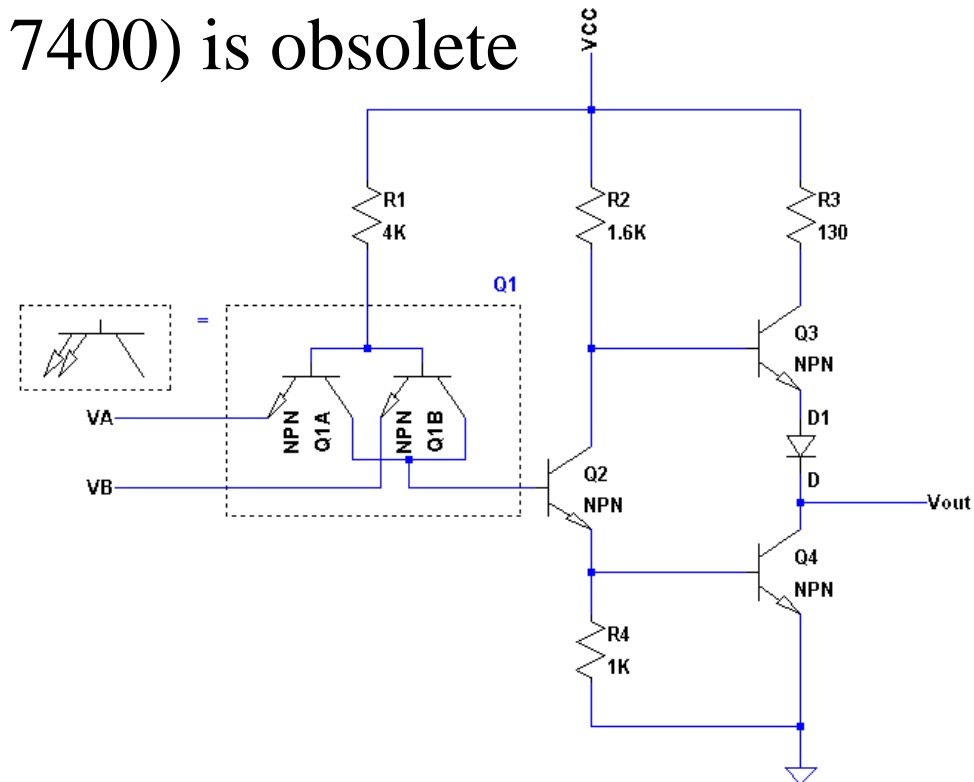 7400) is obsolete
VCC
R1
4K
R2
1.6K
R3
130
Q1
=
Q3
NPN
VA
NPN
Q1A
NPN
Q1B
D1
D
VB
Q2
NPN
Vout
Q4
NPN
R4
1K